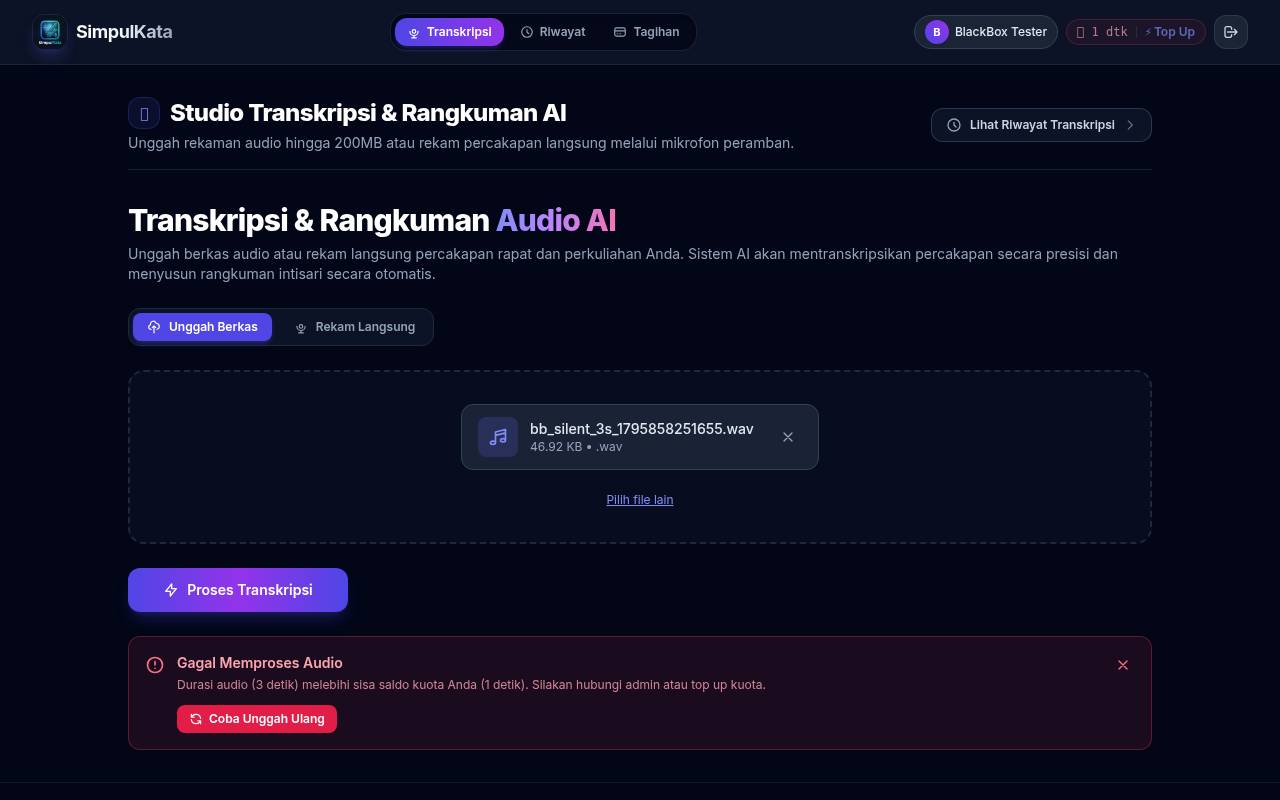 SimpulKata
Transkripsi
Riwayat
Tagihan
B
BlackBox Tester
1 dtk
⚡ Top Up
Studio Transkripsi & Rangkuman AI
Unggah rekaman audio hingga 200MB atau rekam percakapan langsung melalui mikrofon peramban.
Lihat Riwayat Transkripsi
Transkripsi & Rangkuman Audio AI
Unggah berkas audio atau rekam langsung percakapan rapat dan perkuliahan Anda. Sistem AI akan mentranskripsikan percakapan secara presisi dan
menyusun rangkuman intisari secara otomatis.
Unggah Berkas
Rekam Langsung
bb_silent_3s_1795858251655.wav
46.92 KB • .wav
Pilih file lain
Proses Transkripsi
Gagal Memproses Audio
Durasi audio (3 detik) melebihi sisa saldo kuota Anda (1 detik). Silakan hubungi admin atau top up kuota.
Coba Unggah Ulang